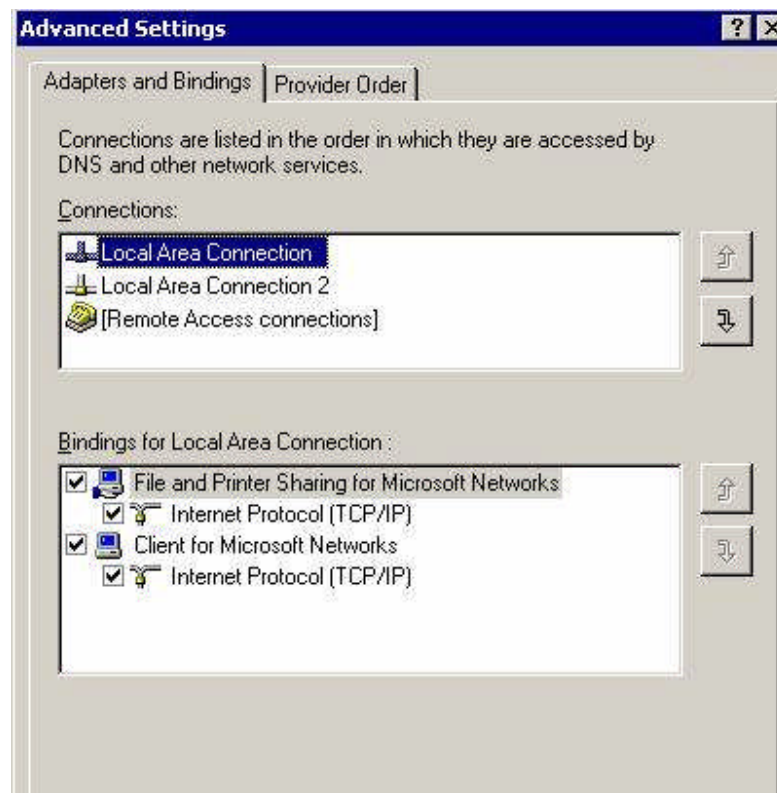 Advanced Settings
Adapters and Bindings
Provider Order
Connections are listed in the order in which they are accessed by
DNS and other network services.
Connections:
Local Area Connection
Local Area Connection 2
[Remote Access connections]
Bindings for Local Area Connection :
File and Printer Sharing for Microsoft Networks
Internet Protocol (TCP/IP)
Client for Microsoft Networks
Internet Protocol (TCP/IP)